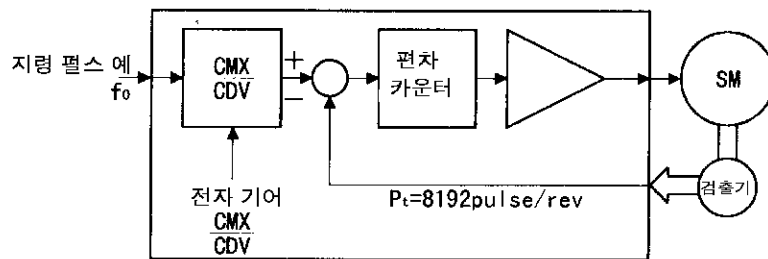 지령 펄스 예
f₀
CMX
CDV
+
−
편차
카운터
SM
검출기
Pt=8192pulse/rev
전자 기어
CMX
CDV